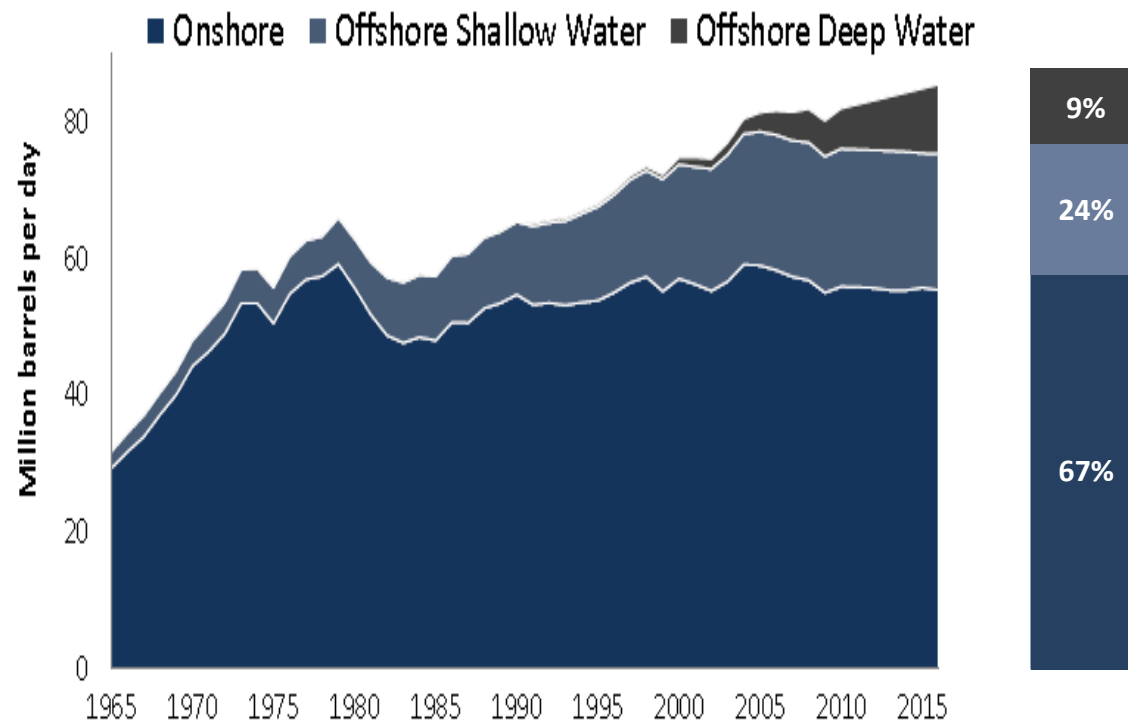 Onshore Offshore Shallow Water Offshore Deep Water
Million barrels per day
80
60
40
20
0
1965 1970 1975 1980 1985 1990 1995 2000 2005 2010 2015
9%
24%
67%